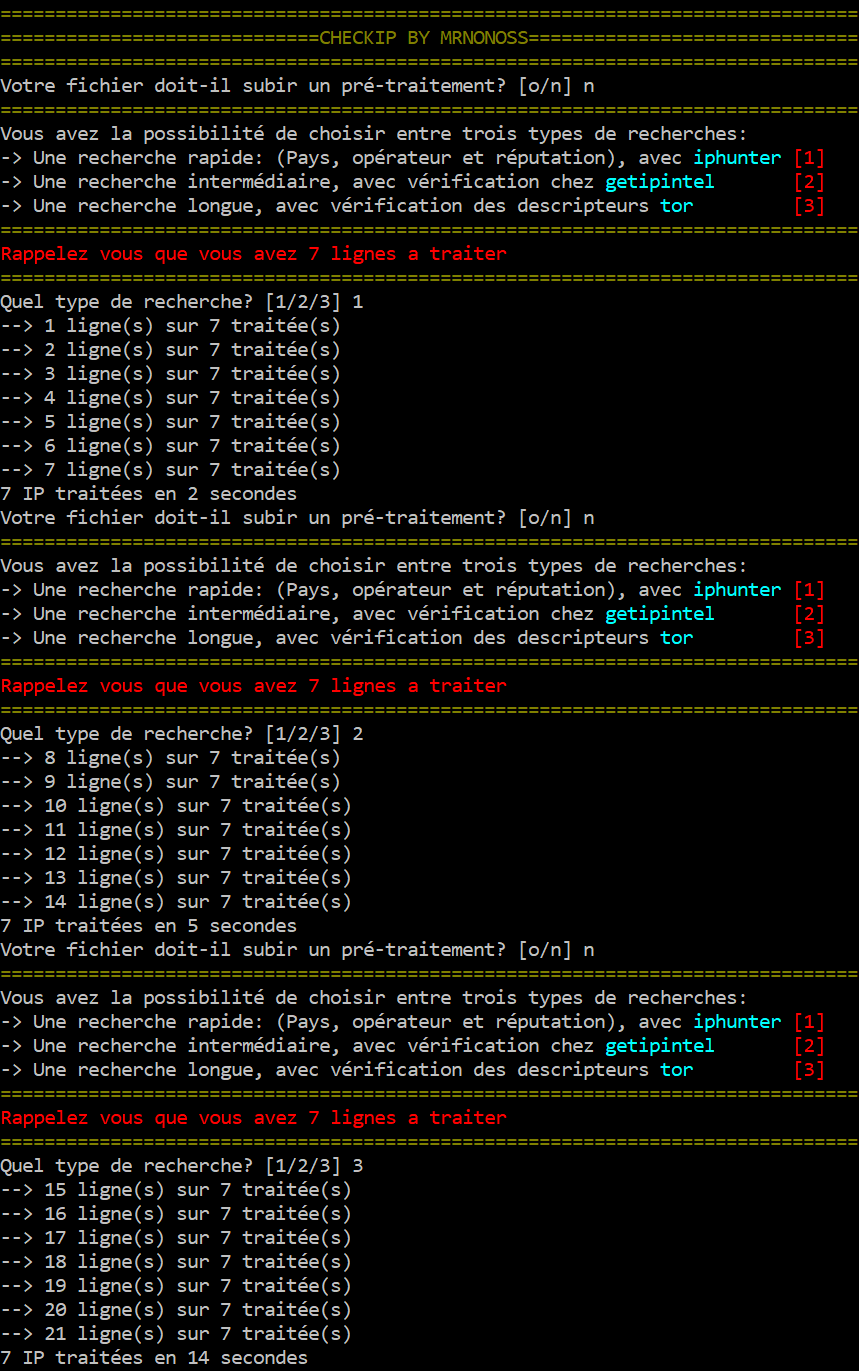 ==============================================================================
=============================CHECKIP BY MRNONOSS==============================
==============================================================================
Votre fichier doit-il subir un pré-traitement? [o/n] n
==============================================================================
Vous avez la possibilité de choisir entre trois types de recherches:
-> Une recherche rapide: (Pays, opérateur et réputation), avec iphunter [1]
-> Une recherche intermédiaire, avec vérification chez getipintel       [2]
-> Une recherche longue, avec vérification des descripteurs tor         [3]
==============================================================================
Rappelez vous que vous avez 7 lignes a traiter
==============================================================================
Quel type de recherche? [1/2/3] 1
--> 1 ligne(s) sur 7 traitée(s)
--> 2 ligne(s) sur 7 traitée(s)
--> 3 ligne(s) sur 7 traitée(s)
--> 4 ligne(s) sur 7 traitée(s)
--> 5 ligne(s) sur 7 traitée(s)
--> 6 ligne(s) sur 7 traitée(s)
--> 7 ligne(s) sur 7 traitée(s)
7 IP traitées en 2 secondes
Votre fichier doit-il subir un pré-traitement? [o/n] n
==============================================================================
Vous avez la possibilité de choisir entre trois types de recherches:
-> Une recherche rapide: (Pays, opérateur et réputation), avec iphunter [1]
-> Une recherche intermédiaire, avec vérification chez getipintel       [2]
-> Une recherche longue, avec vérification des descripteurs tor         [3]
==============================================================================
Rappelez vous que vous avez 7 lignes a traiter
==============================================================================
Quel type de recherche? [1/2/3] 2
--> 8 ligne(s) sur 7 traitée(s)
--> 9 ligne(s) sur 7 traitée(s)
--> 10 ligne(s) sur 7 traitée(s)
--> 11 ligne(s) sur 7 traitée(s)
--> 12 ligne(s) sur 7 traitée(s)
--> 13 ligne(s) sur 7 traitée(s)
--> 14 ligne(s) sur 7 traitée(s)
7 IP traitées en 5 secondes
Votre fichier doit-il subir un pré-traitement? [o/n] n
==============================================================================
Vous avez la possibilité de choisir entre trois types de recherches:
-> Une recherche rapide: (Pays, opérateur et réputation), avec iphunter [1]
-> Une recherche intermédiaire, avec vérification chez getipintel       [2]
-> Une recherche longue, avec vérification des descripteurs tor         [3]
==============================================================================
Rappelez vous que vous avez 7 lignes a traiter
==============================================================================
Quel type de recherche? [1/2/3] 3
--> 15 ligne(s) sur 7 traitée(s)
--> 16 ligne(s) sur 7 traitée(s)
--> 17 ligne(s) sur 7 traitée(s)
--> 18 ligne(s) sur 7 traitée(s)
--> 19 ligne(s) sur 7 traitée(s)
--> 20 ligne(s) sur 7 traitée(s)
--> 21 ligne(s) sur 7 traitée(s)
7 IP traitées en 14 secondes